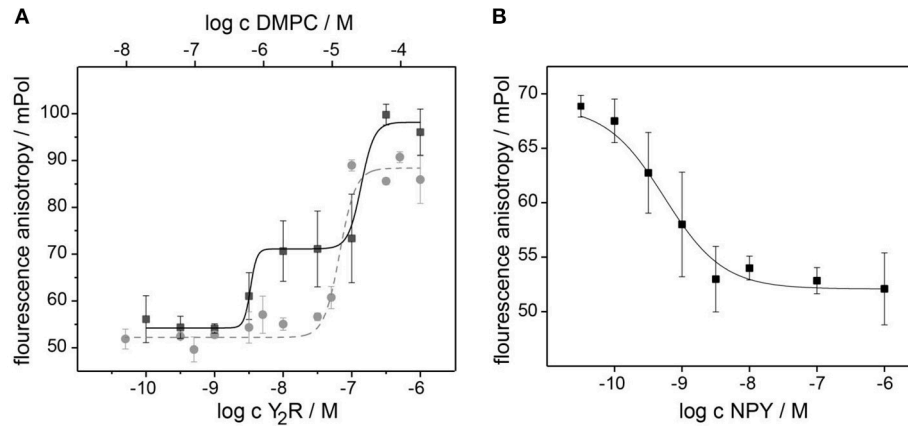 A
log c DMPC / M
-8 -7 -6 -5 -4
flourescence anisotropy / mPol
100
90
80
70
60
50
-10 -9 -8 -7 -6
log c Y₂R / M
B
flourescence anisotropy / mPol
70
65
60
55
50
-10 -9 -8 -7 -6
log c NPY / M